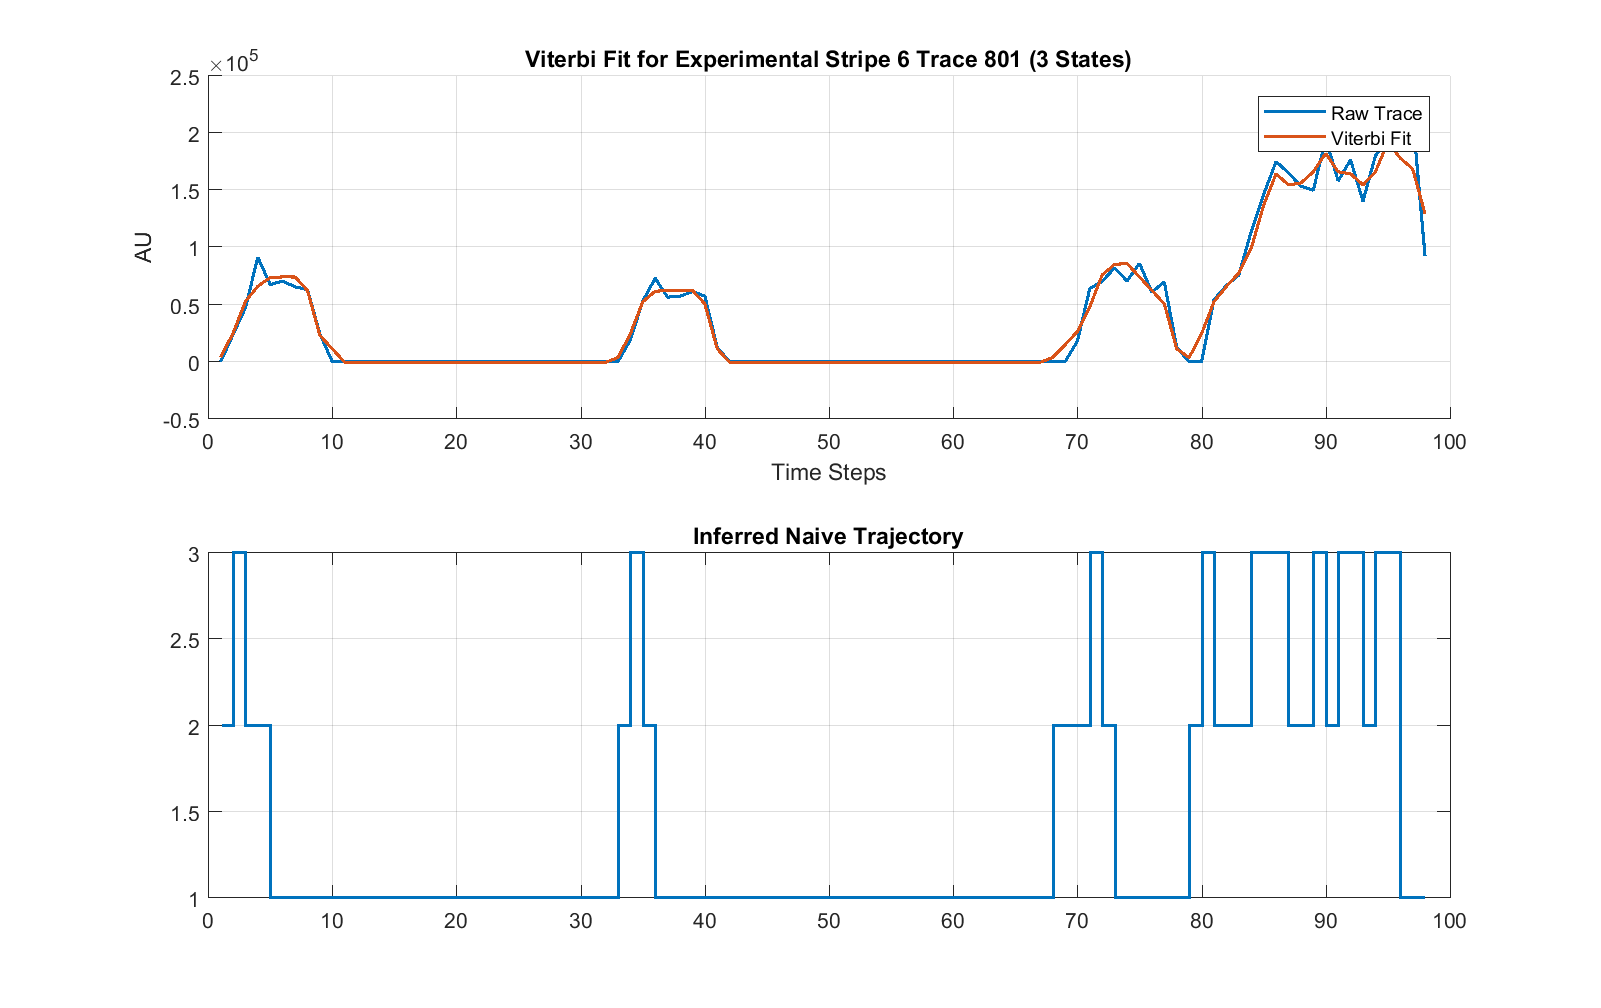 Viterbi Fit for Experimental Stripe 6 Trace 801 (3 States)
×10^5
2.5
2
1.5
1
0.5
0
-0.5
AU
Raw Trace
Viterbi Fit
0 10 20 30 40 50 60 70 80 90 100
Time Steps
Inferred Naive Trajectory
3
2.5
2
1.5
1
0 10 20 30 40 50 60 70 80 90 100